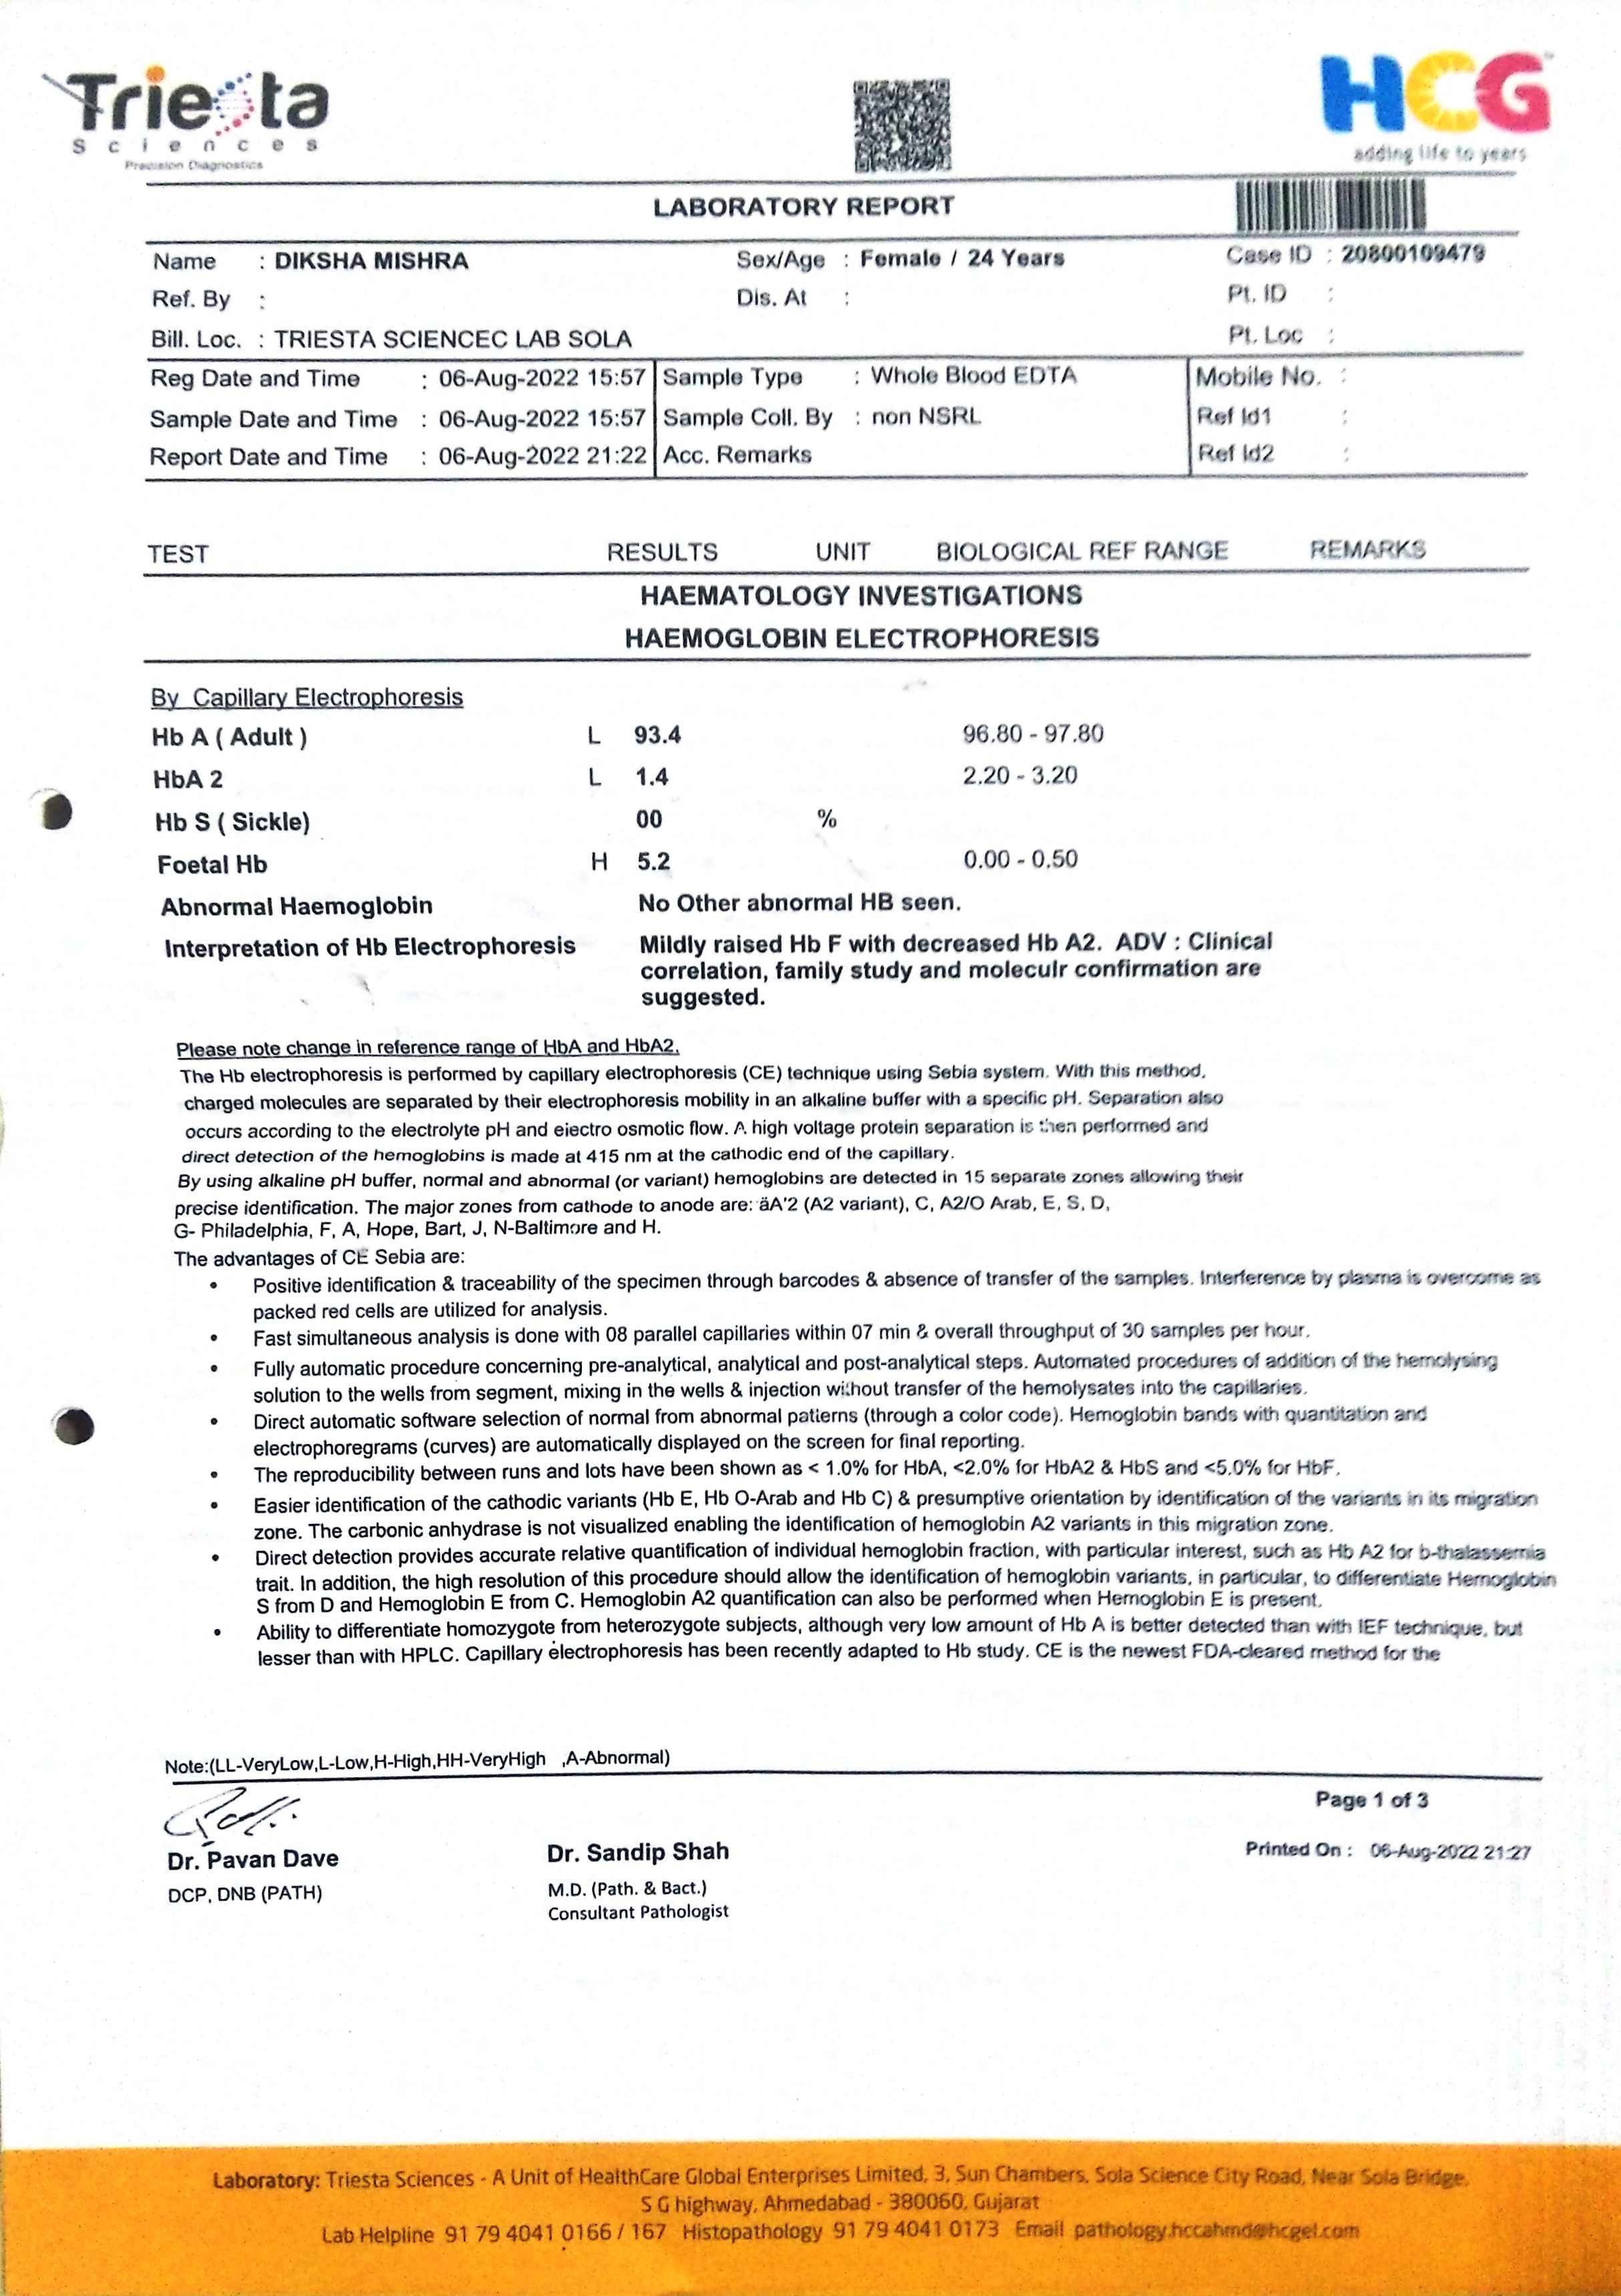 Triesta
Sciences
Precision Diagnostics
HCG
adding life to years
LABORATORY REPORT
Name : DIKSHA MISHRA Sex/Age : Female / 24 Years Case ID : 20800109479
Ref. By : Dis. At : Pt. ID :
Bill. Loc. : TRIESTA SCIENCEC LAB SOLA Pt. Loc :
Reg Date and Time : 06-Aug-2022 15:57 Sample Type : Whole Blood EDTA Mobile No. :
Sample Date and Time : 06-Aug-2022 15:57 Sample Coll. By : non NSRL Ref Id1 :
Report Date and Time : 06-Aug-2022 21:22 Acc. Remarks Ref Id2 :
TEST RESULTS UNIT BIOLOGICAL REF RANGE REMARKS
HAEMATOLOGY INVESTIGATIONS
HAEMOGLOBIN ELECTROPHORESIS
By Capillary Electrophoresis
Hb A ( Adult ) L 93.4 96.80 - 97.80
HbA 2 L 1.4 2.20 - 3.20
Hb S ( Sickle) 00 %
Foetal Hb H 5.2 0.00 - 0.50
Abnormal Haemoglobin No Other abnormal HB seen.
Interpretation of Hb Electrophoresis Mildly raised Hb F with decreased Hb A2. ADV : Clinical
correlation, family study and moleculr confirmation are
suggested.
Please note change in reference range of HbA and HbA2.
The Hb electrophoresis is performed by capillary electrophoresis (CE) technique using Sebia system. With this method,
charged molecules are separated by their electrophoresis mobility in an alkaline buffer with a specific pH. Separation also
occurs according to the electrolyte pH and electro osmotic flow. A high voltage protein separation is then performed and
direct detection of the hemoglobins is made at 415 nm at the cathodic end of the capillary.
By using alkaline pH buffer, normal and abnormal (or variant) hemoglobins are detected in 15 separate zones allowing their
precise identification. The major zones from cathode to anode are: äA'2 (A2 variant), C, A2/O Arab, E, S, D,
G- Philadelphia, F, A, Hope, Bart, J, N-Baltimore and H.
The advantages of CE Sebia are:
• Positive identification & traceability of the specimen through barcodes & absence of transfer of the samples. Interference by plasma is overcome as
packed red cells are utilized for analysis.
• Fast simultaneous analysis is done with 08 parallel capillaries within 07 min & overall throughput of 30 samples per hour.
• Fully automatic procedure concerning pre-analytical, analytical and post-analytical steps. Automated procedures of addition of the hemolysing
solution to the wells from segment, mixing in the wells & injection without transfer of the hemolysates into the capillaries.
• Direct automatic software selection of normal from abnormal patterns (through a color code). Hemoglobin bands with quantitation and
electrophoregrams (curves) are automatically displayed on the screen for final reporting.
• The reproducibility between runs and lots have been shown as < 1.0% for HbA, <2.0% for HbA2 & HbS and <5.0% for HbF.
• Easier identification of the cathodic variants (Hb E, Hb O-Arab and Hb C) & presumptive orientation by identification of the variants in its migration
zone. The carbonic anhydrase is not visualized enabling the identification of hemoglobin A2 variants in this migration zone.
• Direct detection provides accurate relative quantification of individual hemoglobin fraction, with particular interest, such as Hb A2 for b-thalassemia
trait. In addition, the high resolution of this procedure should allow the identification of hemoglobin variants, in particular, to differentiate Hemoglobin
S from D and Hemoglobin E from C. Hemoglobin A2 quantification can also be performed when Hemoglobin E is present.
• Ability to differentiate homozygote from heterozygote subjects, although very low amount of Hb A is better detected than with IEF technique, but
lesser than with HPLC. Capillary electrophoresis has been recently adapted to Hb study. CE is the newest FDA-cleared method for the
Note:(LL-VeryLow,L-Low,H-High,HH-VeryHigh ,A-Abnormal)
Page 1 of 3
Dr. Pavan Dave Dr. Sandip Shah Printed On : 06-Aug-2022 21:27
DCP, DNB (PATH) M.D. (Path. & Bact.)
Consultant Pathologist
Laboratory: Triesta Sciences - A Unit of HealthCare Global Enterprises Limited, 3, Sun Chambers, Sola Science City Road, Near Sola Bridge,
S G highway, Ahmedabad - 380060, Gujarat
Lab Helpline 91 79 4041 0166 / 167 Histopathology 91 79 4041 0173 Email pathology.hccahmd@hcgel.com